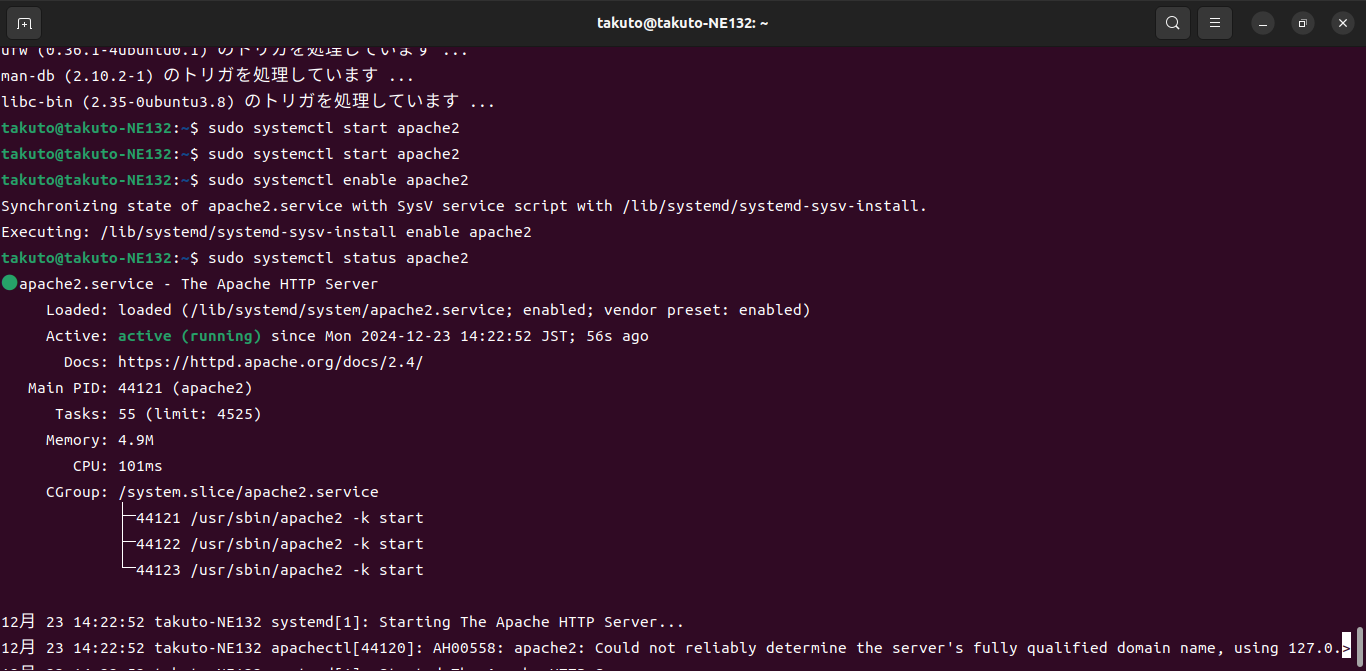 takuto@takuto-NE132: ~
ufw (0.36.1-4ubuntu0.1) のトリガを処理しています ...
man-db (2.10.2-1) のトリガを処理しています ...
libc-bin (2.35-0ubuntu3.8) のトリガを処理しています ...
takuto@takuto-NE132:~$ sudo systemctl start apache2
takuto@takuto-NE132:~$ sudo systemctl start apache2
takuto@takuto-NE132:~$ sudo systemctl enable apache2
Synchronizing state of apache2.service with SysV service script with /lib/systemd/systemd-sysv-install.
Executing: /lib/systemd/systemd-sysv-install enable apache2
takuto@takuto-NE132:~$ sudo systemctl status apache2
● apache2.service - The Apache HTTP Server
Loaded: loaded (/lib/systemd/system/apache2.service; enabled; vendor preset: enabled)
Active: active (running) since Mon 2024-12-23 14:22:52 JST; 56s ago
Docs: https://httpd.apache.org/docs/2.4/
Main PID: 44121 (apache2)
Tasks: 55 (limit: 4525)
Memory: 4.9M
CPU: 101ms
CGroup: /system.slice/apache2.service
├─44121 /usr/sbin/apache2 -k start
├─44122 /usr/sbin/apache2 -k start
└─44123 /usr/sbin/apache2 -k start
12月 23 14:22:52 takuto-NE132 systemd[1]: Starting The Apache HTTP Server...
12月 23 14:22:52 takuto-NE132 apachectl[44120]: AH00558: apache2: Could not reliably determine the server's fully qualified domain name, using 127.0.>